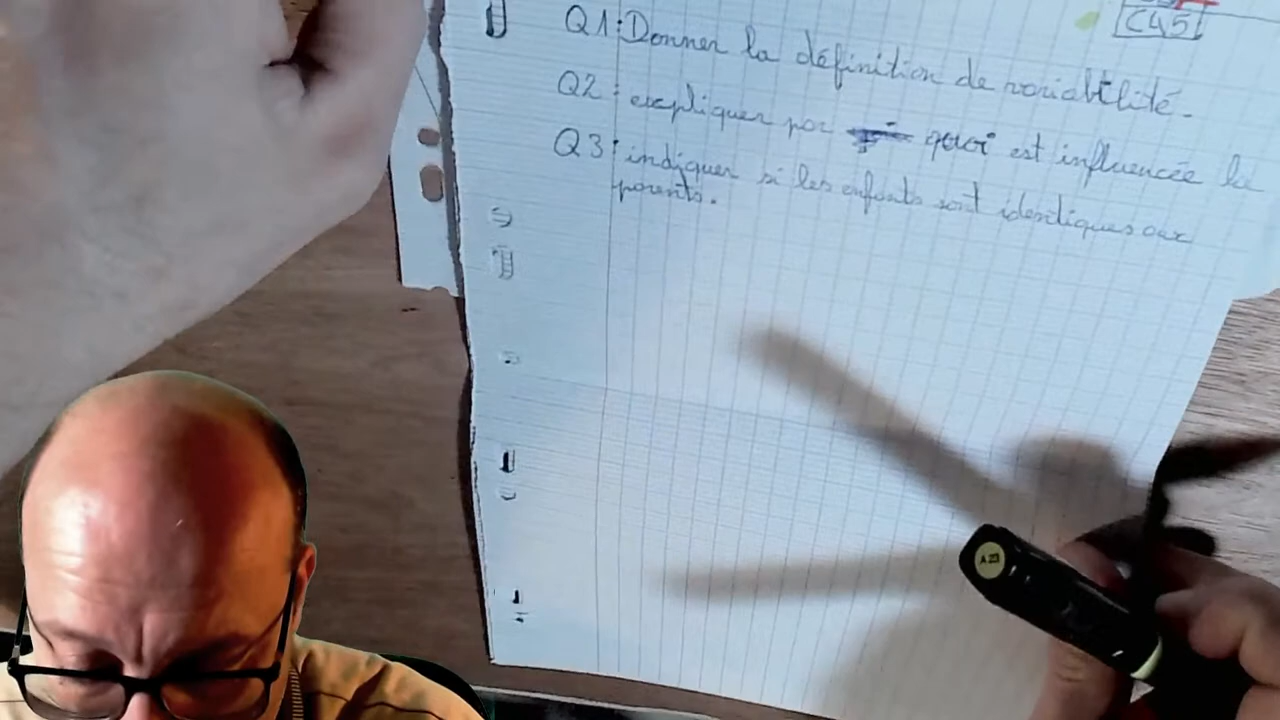 C45
Q1: Donner la définition de variabilité.
Q2: expliquer par quoi est influencée la
Q3: indiquer si les enfants sont identiques aux
parents.
A23